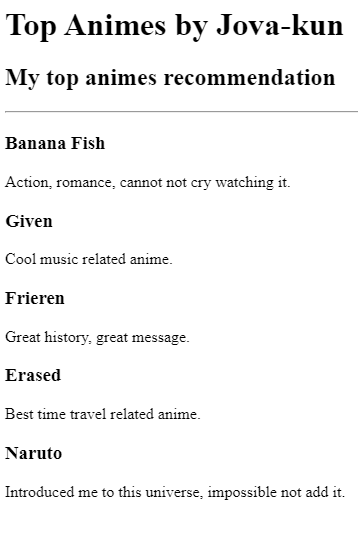 Top Animes by Jova-kun
My top animes recommendation
Banana Fish
Action, romance, cannot not cry watching it.
Given
Cool music related anime.
Frieren
Great history, great message.
Erased
Best time travel related anime.
Naruto
Introduced me to this universe, impossible not add it.